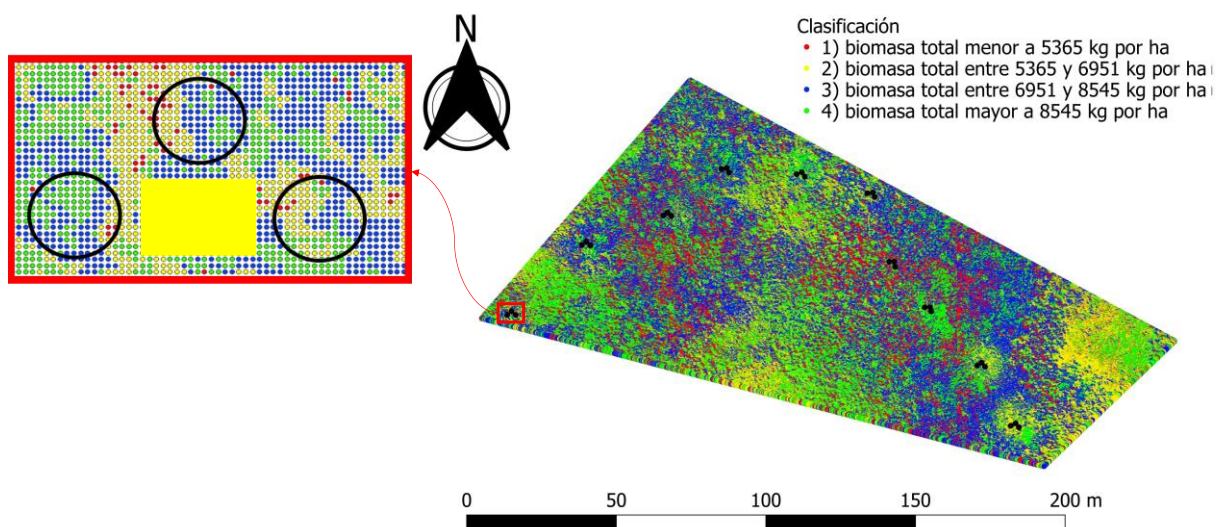 N
Clasificación
1) biomasa total menor a 5365 kg por ha
2) biomasa total entre 5365 y 6951 kg por ha
3) biomasa total entre 6951 y 8545 kg por ha
4) biomasa total mayor a 8545 kg por ha
0 50 100 150 200 m